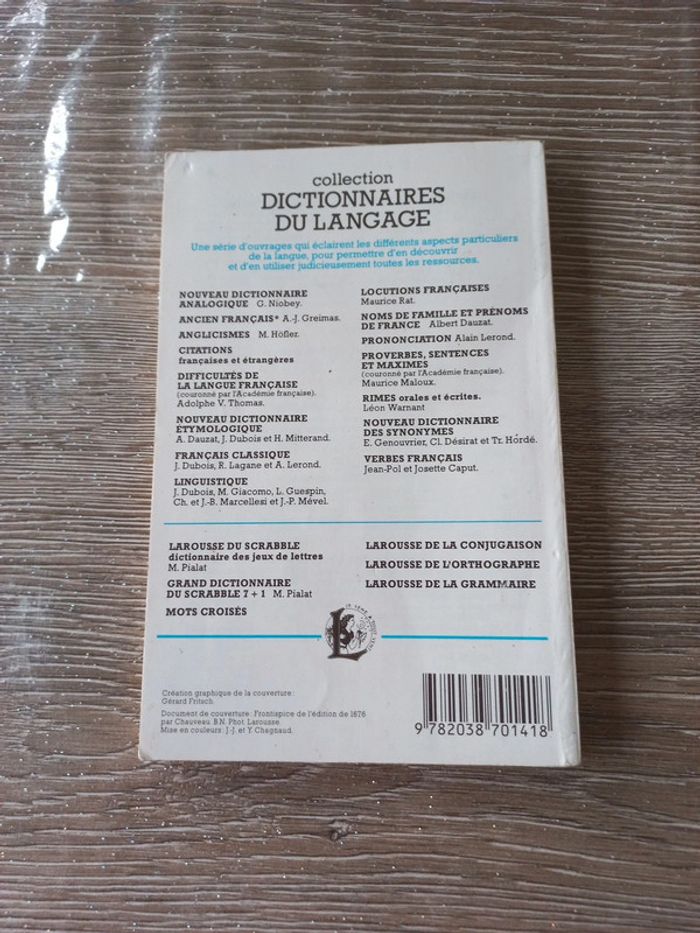 collection
DICTIONNAIRES
DU LANGAGE
Une série d'ouvrages qui éclairent les différents aspects particuliers
de la langue, pour permettre d'en découvrir
et d'en utiliser judicieusement toutes les ressources.
NOUVEAU DICTIONNAIRE
ANALOGIQUE G. Niobey.
ANCIEN FRANÇAIS* A.-J. Greimas.
ANGLICISMES M. Höfler.
CITATIONS
françaises et étrangères
DIFFICULTÉS DE
LA LANGUE FRANÇAISE
(couronné par l'Académie française).
Adolphe V. Thomas.
NOUVEAU DICTIONNAIRE
ÉTYMOLOGIQUE
A. Dauzat, J. Dubois et H. Mitterand.
FRANÇAIS CLASSIQUE
J. Dubois, R. Lagane et A. Lerond.
LINGUISTIQUE
J. Dubois, M. Giacomo, L. Guespin,
Ch. et J.-B. Marcellesi et J.-P. Mével.
LOCUTIONS FRANÇAISES
Maurice Rat.
NOMS DE FAMILLE ET PRÉNOMS
DE FRANCE Albert Dauzat.
PRONONCIATION Alain Lerond.
PROVERBES, SENTENCES
ET MAXIMES
(couronné par l'Académie française).
Maurice Maloux.
RIMES orales et écrites.
Léon Warnant
NOUVEAU DICTIONNAIRE
DES SYNONYMES
E. Genouvrier, Cl. Désirat et Tr. Hordé.
VERBES FRANÇAIS
Jean-Pol et Josette Caput.
LAROUSSE DU SCRABBLE
dictionnaire des jeux de lettres
M. Pialat
GRAND DICTIONNAIRE
DU SCRABBLE 7 + 1 M. Pialat
MOTS CROISÉS
LAROUSSE DE LA CONJUGAISON
LAROUSSE DE L'ORTHOGRAPHE
LAROUSSE DE LA GRAMMAIRE
JE SÈME À TOUT VENT
L
Création graphique de la couverture :
Gérard Fritsch.
Document de couverture : Frontispice de l'édition de 1676
par Chauveau. B.N. Phot. Larousse.
Mise en couleurs : J.-J. et Y. Chagnaud.
9 782038 701418